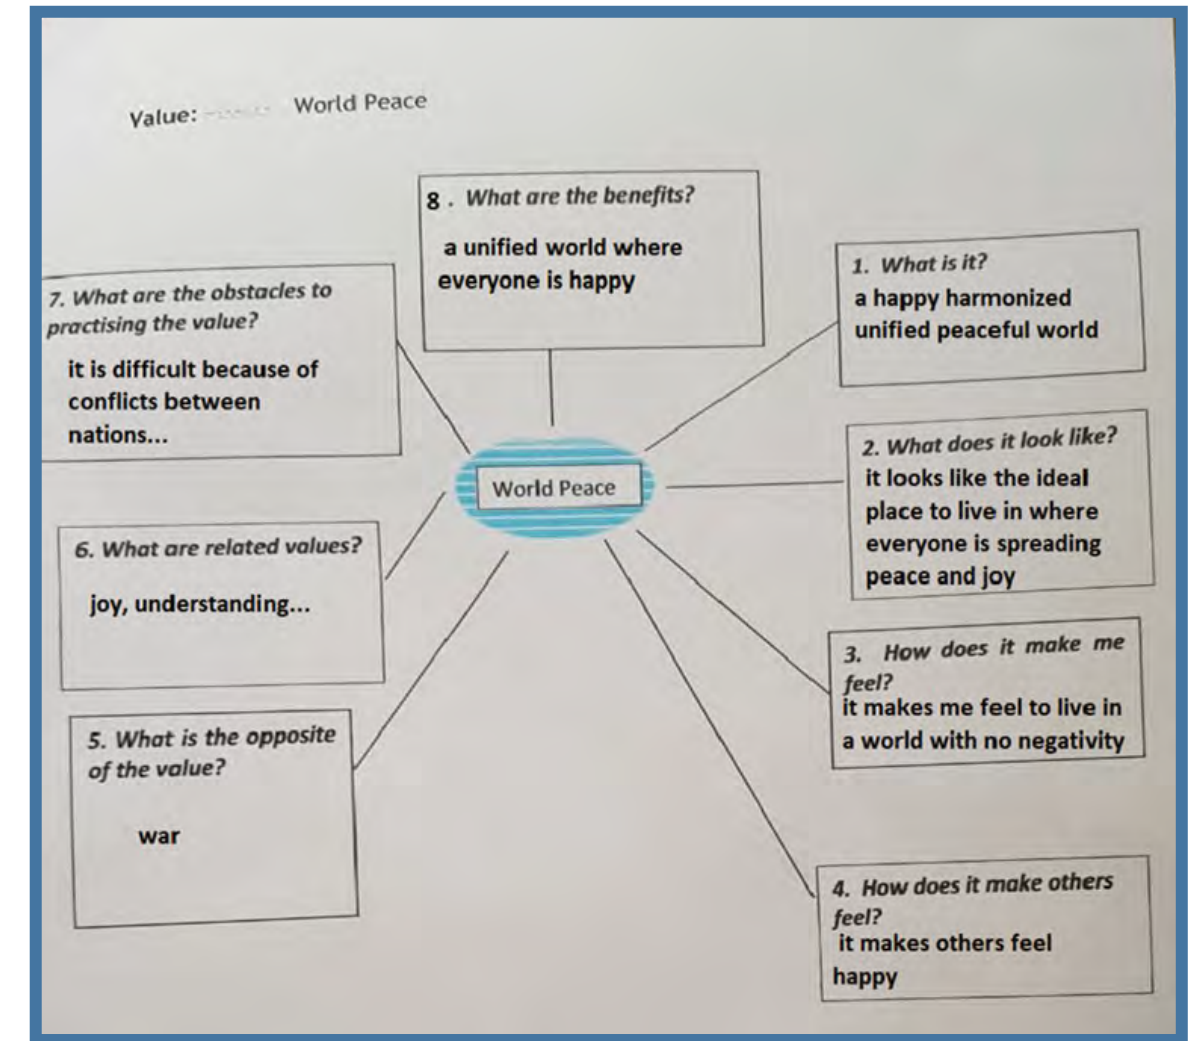 Value: World Peace
8. What are the benefits?
a unified world where
everyone is happy
1. What is it?
a happy harmonized
unified peaceful world
7. What are the obstacles to
practising the value?
it is difficult because of
conflicts between
nations...
2. What does it look like?
it looks like the ideal
place to live in where
everyone is spreading
peace and joy
World Peace
6. What are related values?
joy, understanding...
3. How does it make me
feel?
it makes me feel to live in
a world with no negativity
5. What is the opposite
of the value?
war
4. How does it make others
feel?
it makes others feel
happy